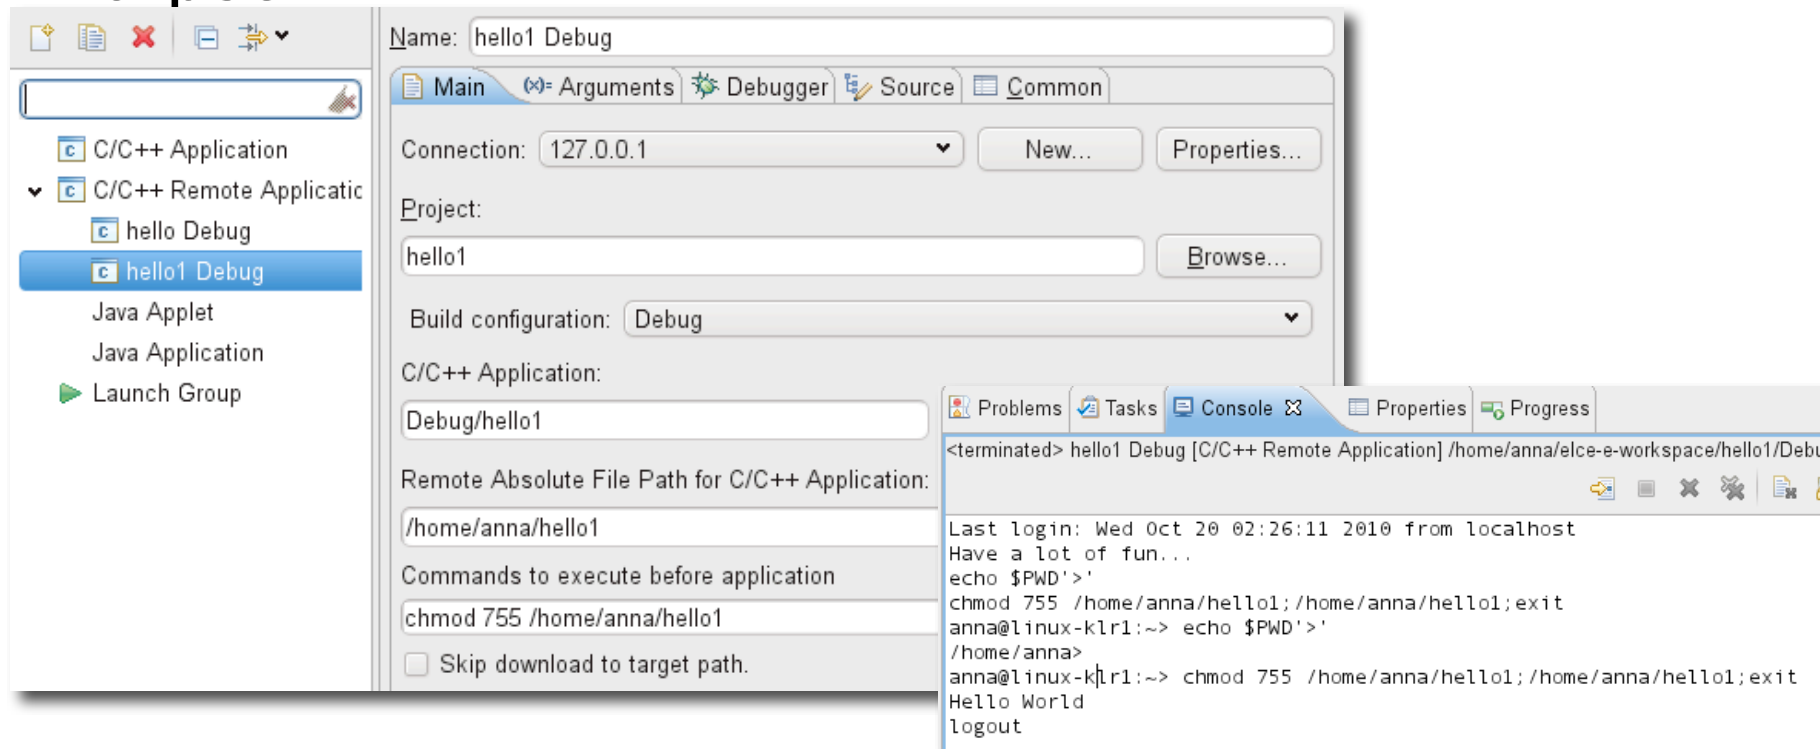 Name: hello1 Debug
Main
(x)= Arguments
Debugger
Source
Common
C/C++ Application
C/C++ Remote Applicatic
hello Debug
hello1 Debug
Java Applet
Java Application
Launch Group
Connection: 127.0.0.1
New...
Properties...
Project:
hello1
Browse...
Build configuration: Debug
C/C++ Application:
Debug/hello1
Remote Absolute File Path for C/C++ Application:
/home/anna/hello1
Commands to execute before application
chmod 755 /home/anna/hello1
Skip download to target path.
Problems
Tasks
Console
Properties
Progress
<terminated> hello1 Debug [C/C++ Remote Application] /home/anna/elce-e-workspace/hello1/Debu
Last login: Wed Oct 20 02:26:11 2010 from localhost
Have a lot of fun...
echo $PWD'>'
chmod 755 /home/anna/hello1;/home/anna/hello1;exit
anna@linux-klr1:~> echo $PWD'>'
/home/anna>
anna@linux-klr1:~> chmod 755 /home/anna/hello1;/home/anna/hello1;exit
Hello World
logout